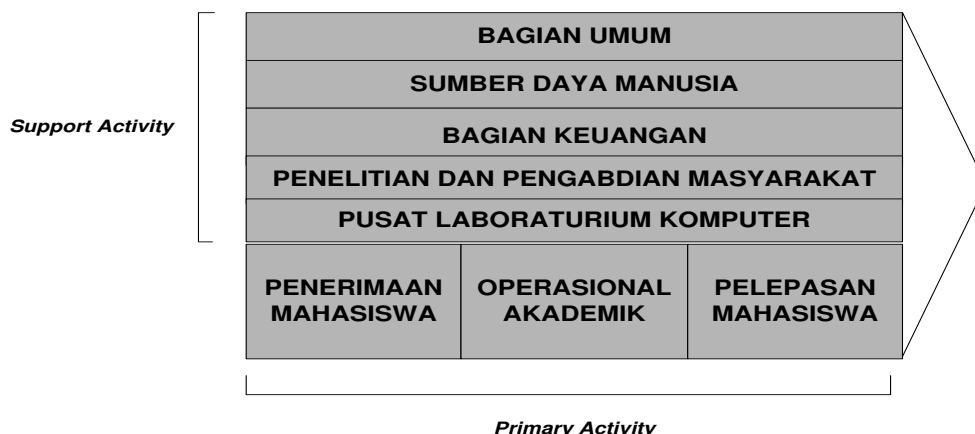 BAGIAN UMUM
SUMBER DAYA MANUSIA
Support Activity
BAGIAN KEUANGAN
PENELITIAN DAN PENGABDIAN MASYARAKAT
PUSAT LABORATURIUM KOMPUTER
PENERIMAAN
MAHASISWA
OPERASIONAL
AKADEMIK
PELEPASAN
MAHASISWA
Primary Activity